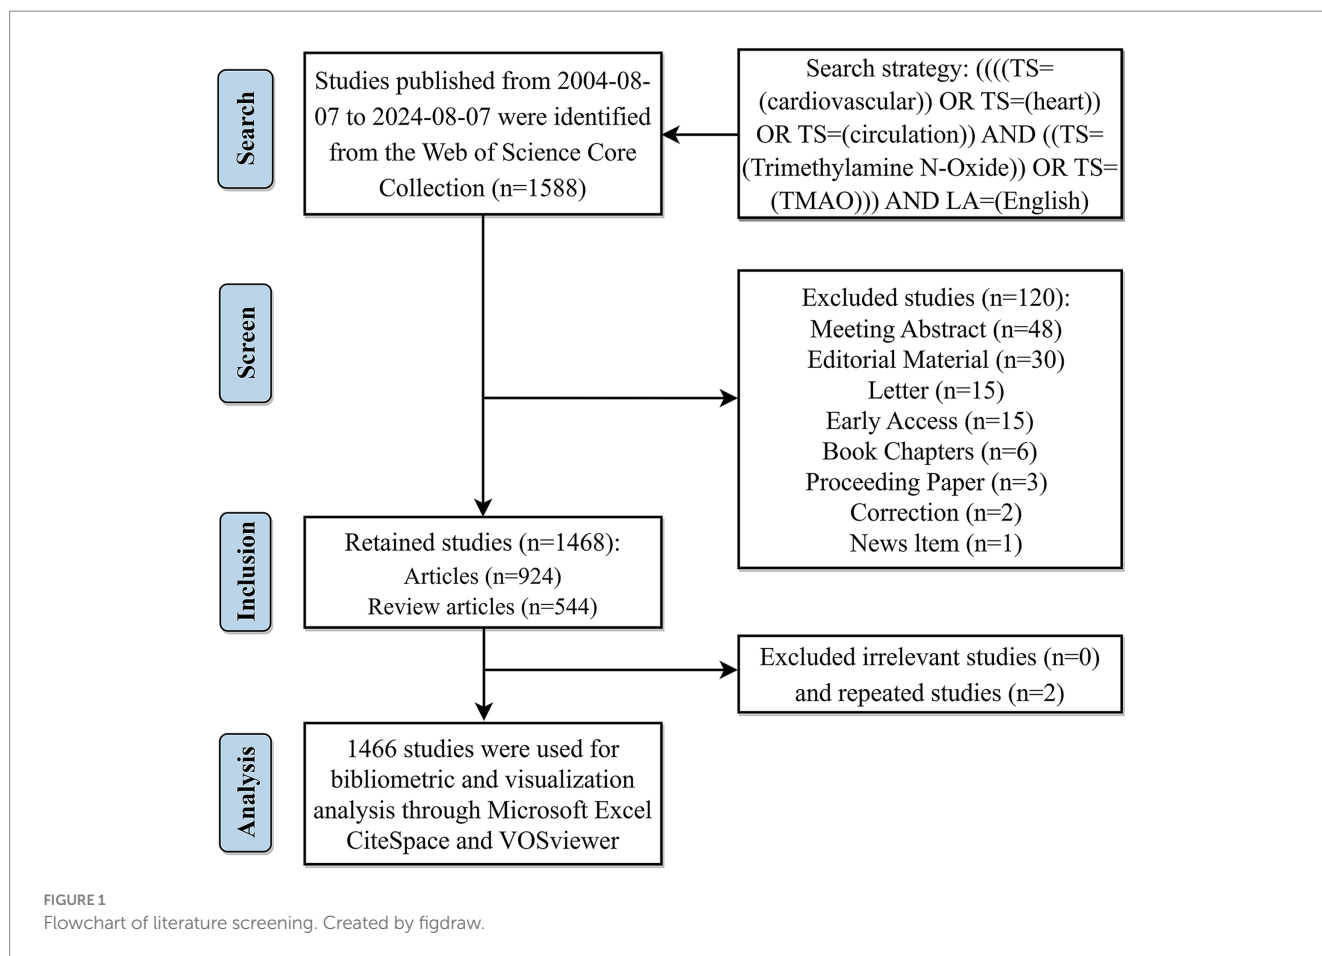 Search
Studies published from 2004-08-
07 to 2024-08-07 were identified
from the Web of Science Core
Collection (n=1588)
Search strategy: ((((TS=
(cardiovascular)) OR TS=(heart))
OR TS=(circulation)) AND ((TS=
(Trimethylamine N-Oxide)) OR TS=
(TMAO))) AND LA=(English)
Screen
Excluded studies (n=120):
Meeting Abstract (n=48)
Editorial Material (n=30)
Letter (n=15)
Early Access (n=15)
Book Chapters (n=6)
Proceeding Paper (n=3)
Correction (n=2)
News ltem (n=1)
Inclusion
Retained studies (n=1468):
Articles (n=924)
Review articles (n=544)
Excluded irrelevant studies (n=0)
and repeated studies (n=2)
Analysis
1466 studies were used for
bibliometric and visualization
analysis through Microsoft Excel
CiteSpace and VOSviewer
FIGURE 1
Flowchart of literature screening. Created by figdraw.